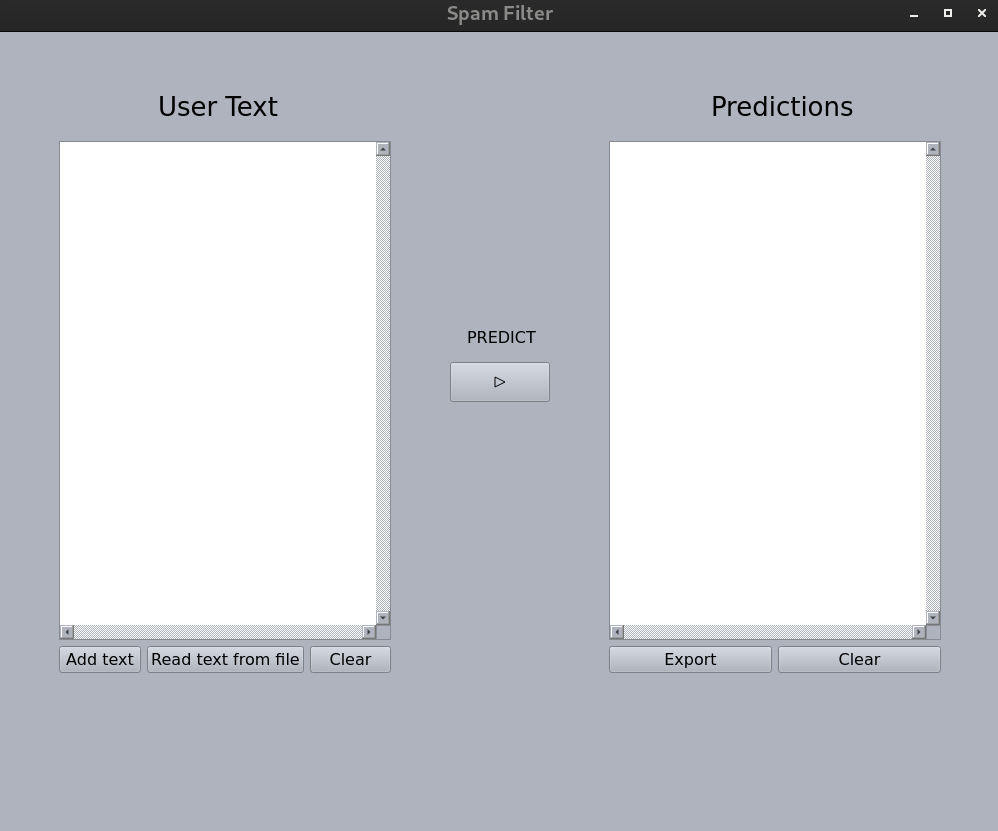 Spam Filter
User Text
Predictions
PREDICT
Add text
Read text from file
Clear
Export
Clear